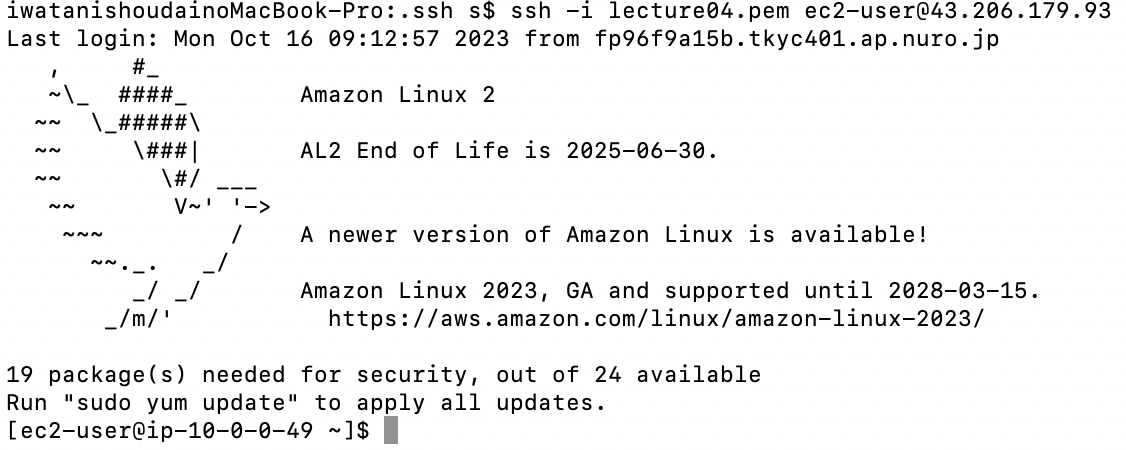 iwatanishoudainoMacBook-Pro:.ssh s$ ssh -i lecture04.pem ec2-user@43.206.179.93
Last login: Mon Oct 16 09:12:57 2023 from fp96f9a15b.tkyc401.ap.nuro.jp
   ,     #_
   ~\_  ####_        Amazon Linux 2
  ~~  \_#####\
  ~~     \###|       AL2 End of Life is 2025-06-30.
  ~~       \#/ ___
   ~~       V~' '->
    ~~~         /    A newer version of Amazon Linux is available!
      ~~._.   _/
         _/ _/       Amazon Linux 2023, GA and supported until 2028-03-15.
       _/m/'           https://aws.amazon.com/linux/amazon-linux-2023/

19 package(s) needed for security, out of 24 available
Run "sudo yum update" to apply all updates.
[ec2-user@ip-10-0-0-49 ~]$